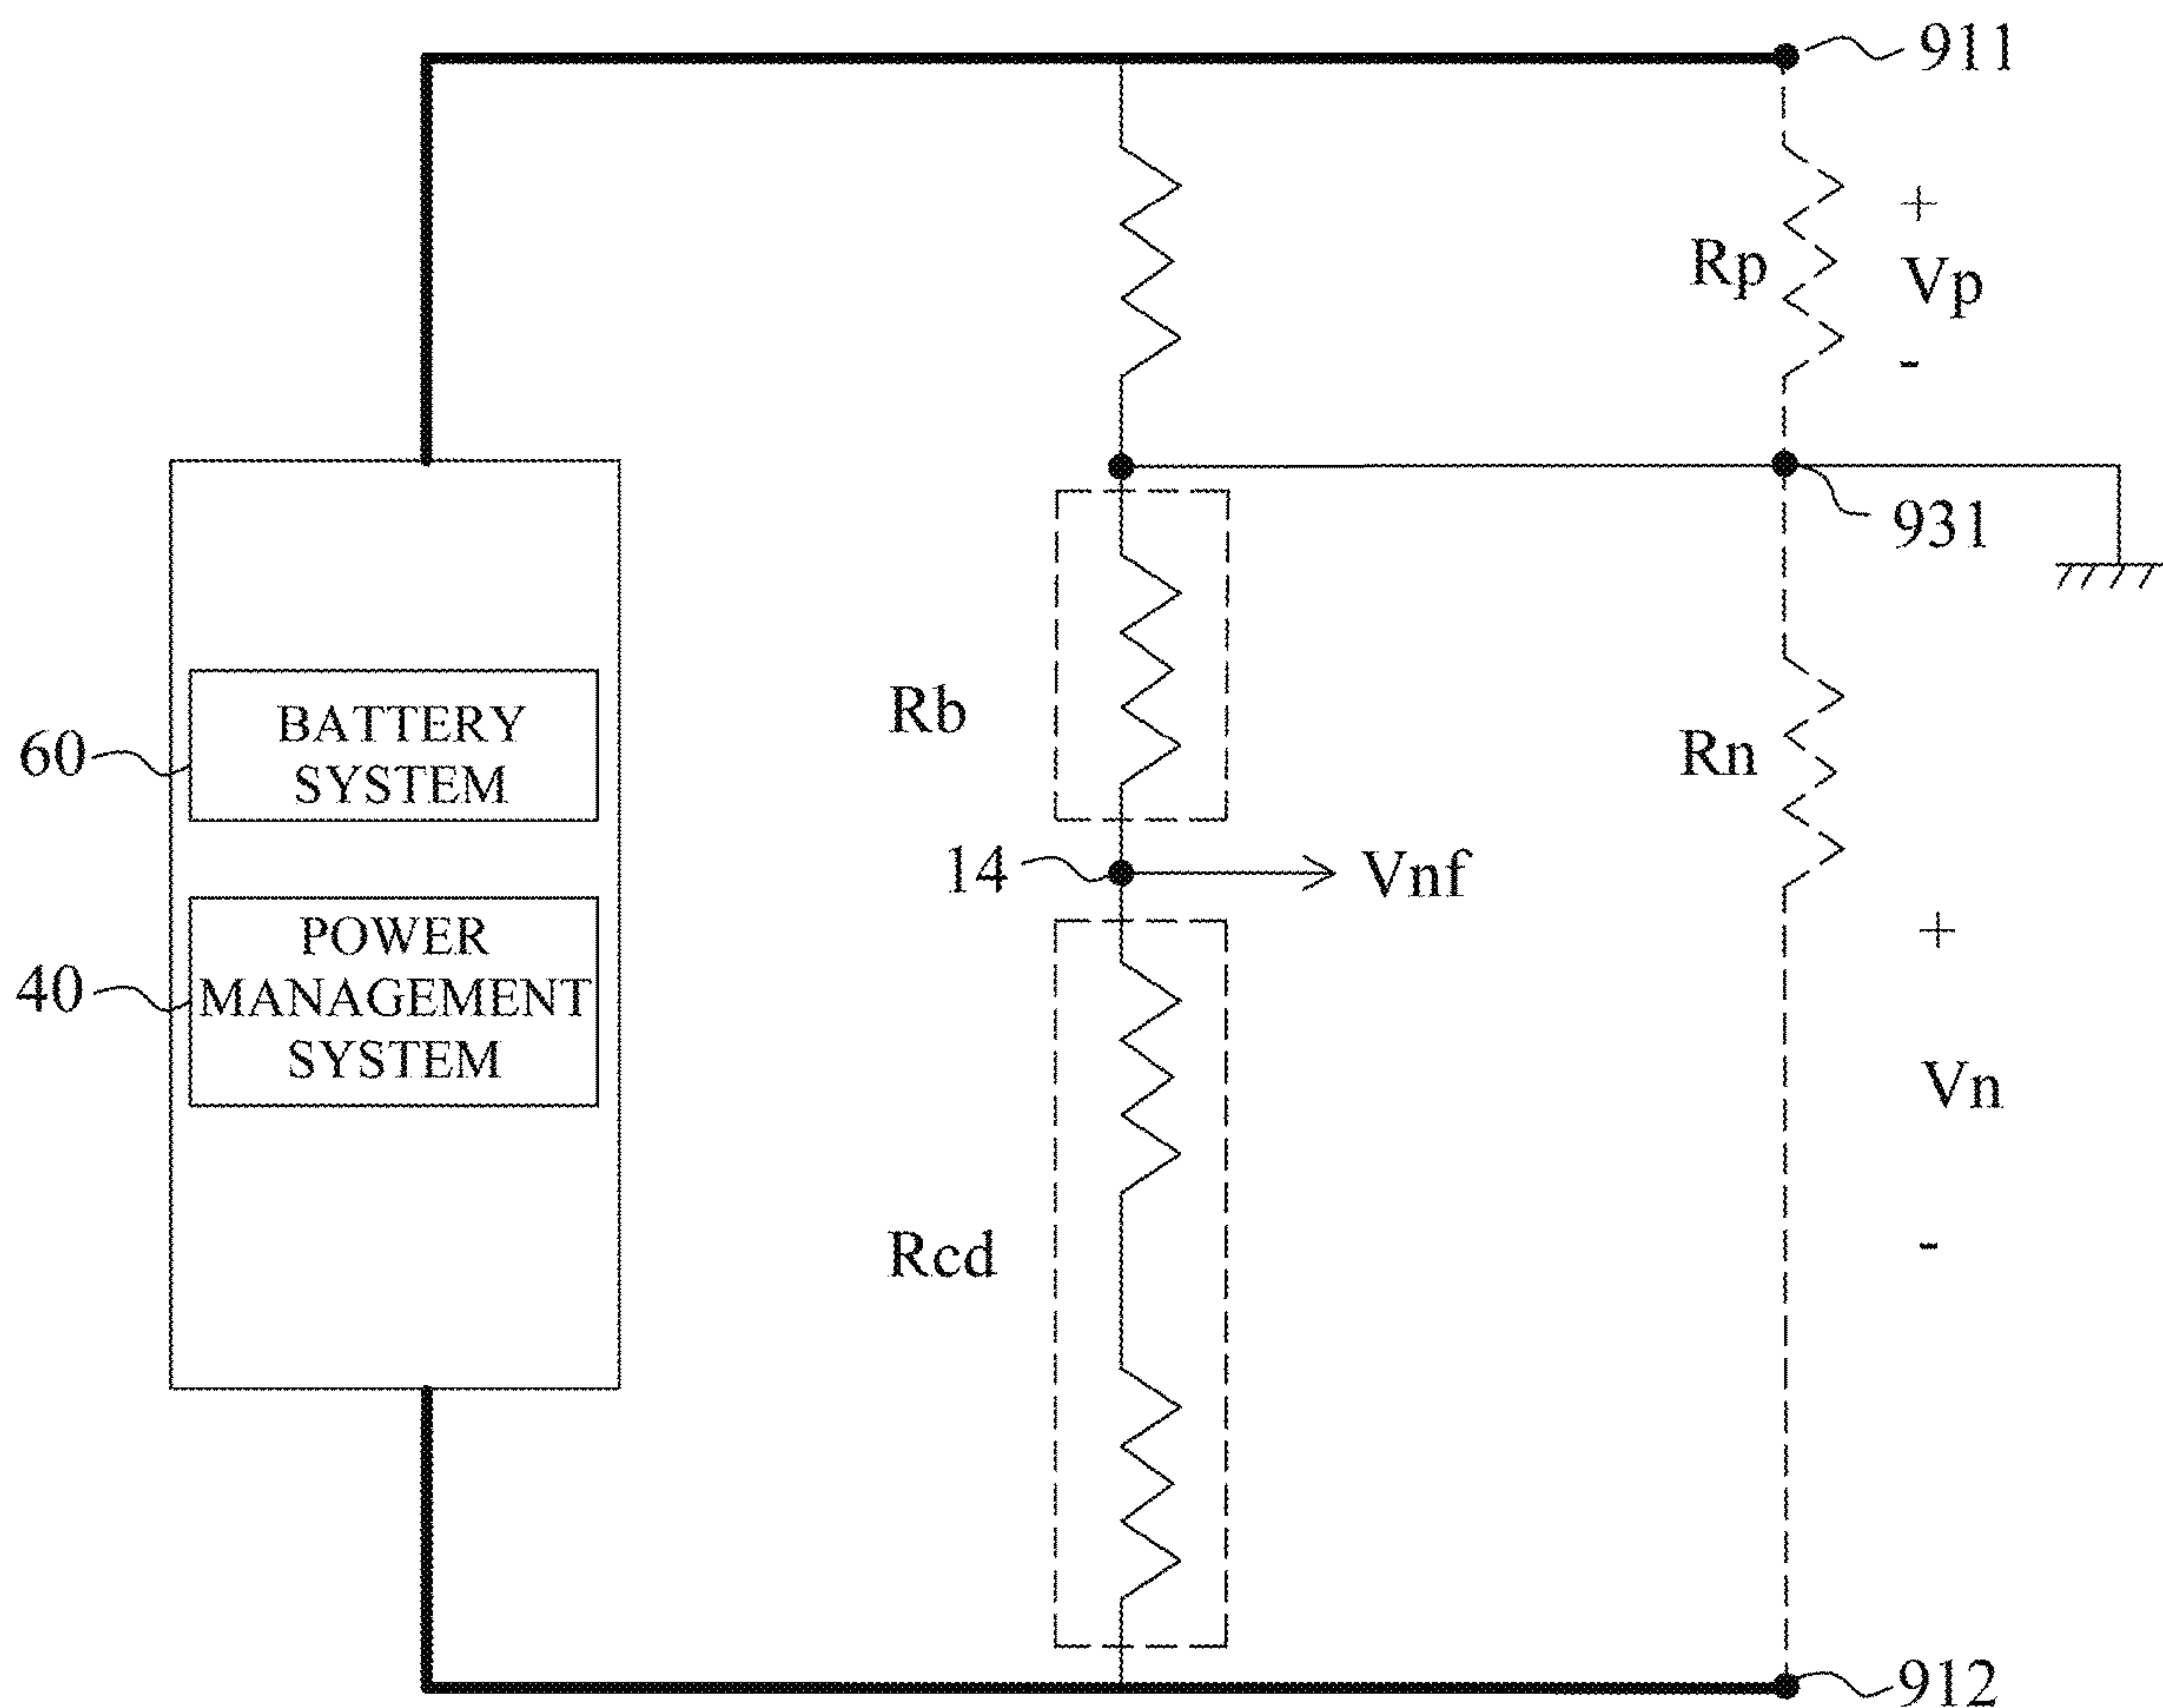 911
+
Rp
Vp
-
931
BATTERY
SYSTEM
60
Rb
Rn
14
Vnf
POWER
MANAGEMENT
SYSTEM
40
+
Vn
-
Rcd
912